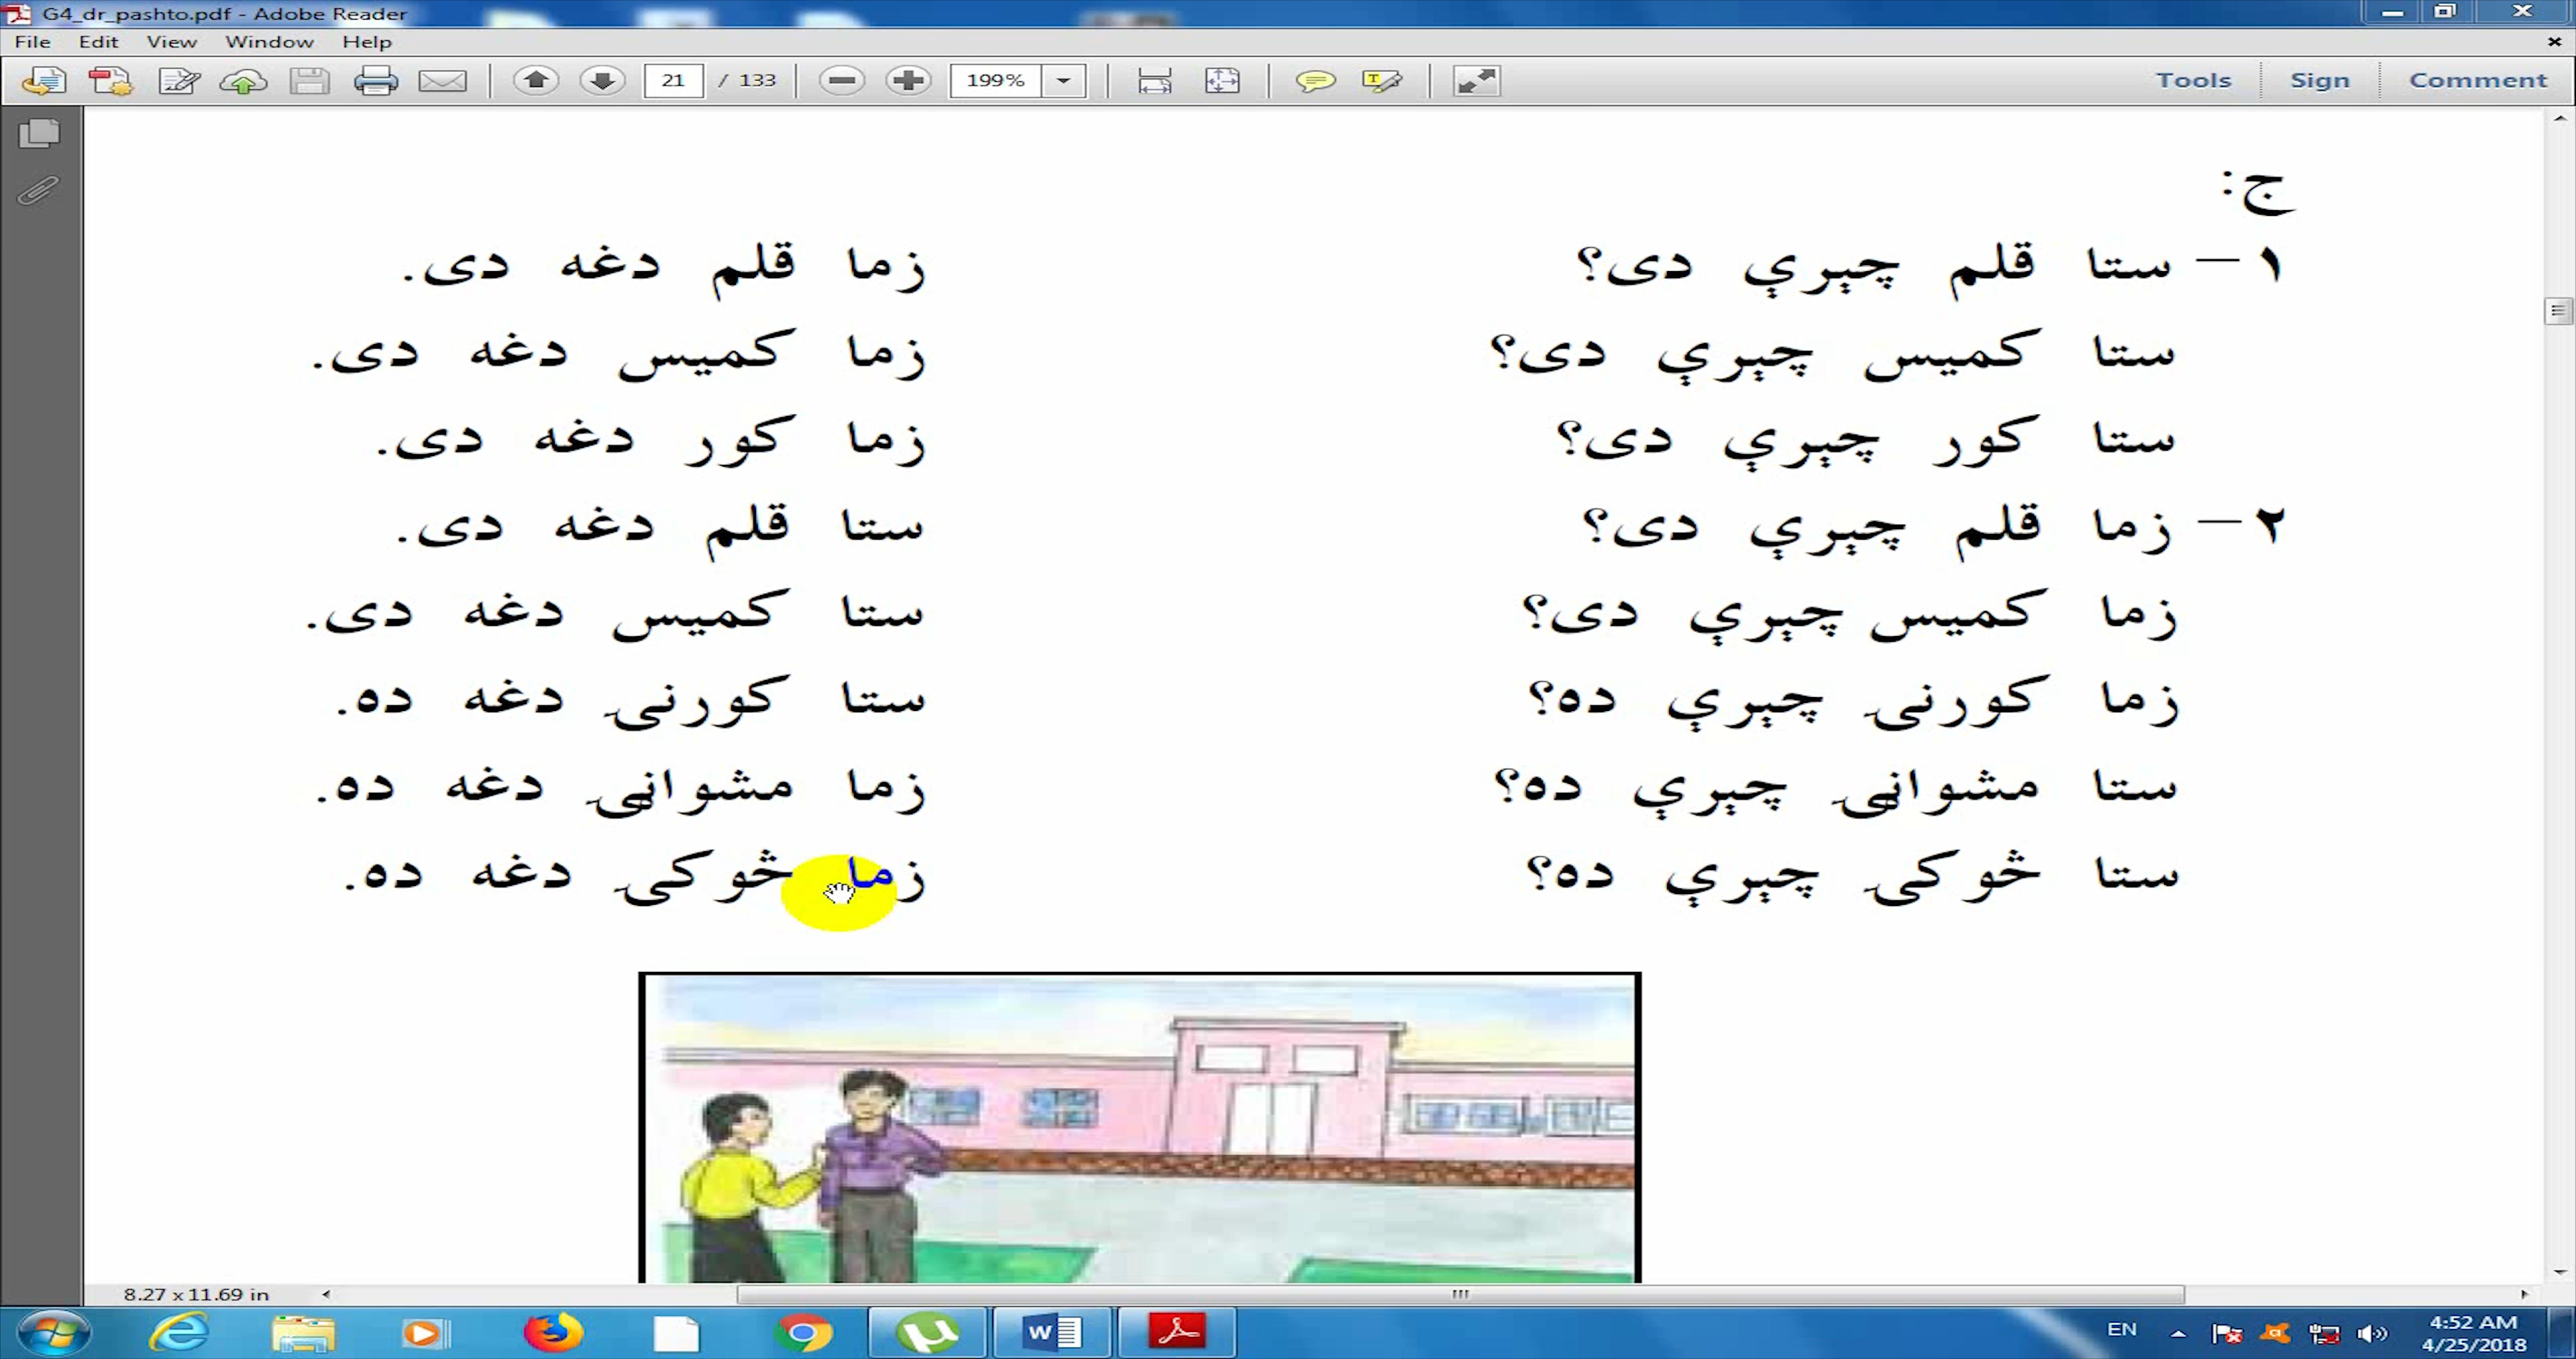 G4_dr_pashto.pdf - Adobe Reader
File Edit View Window Help
21 / 133 199% Tools Sign Comment
ج:
۱– ستا قلم چېرې دی؟ زما قلم دغه دی.
ستا کمیس چېرې دی؟ زما کمیس دغه دی.
ستا کور چېرې دی؟ زما کور دغه دی.
۲– زما قلم چېرې دی؟ ستا قلم دغه دی.
زما کمیس چېرې دی؟ ستا کمیس دغه دی.
زما کورنۍ چېرې ده؟ ستا کورنۍ دغه ده.
ستا مشواڼۍ چېرې ده؟ زما مشواڼۍ دغه ده.
ستا څوکۍ چېرې ده؟ زما څوکۍ دغه ده.
8.27 x 11.69 in
EN 4:52 AM
4/25/2018